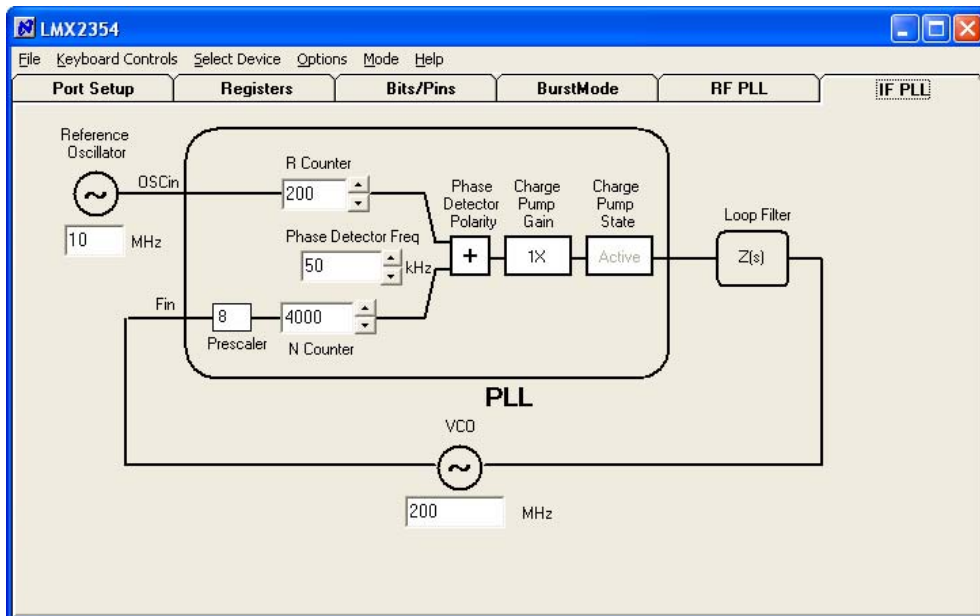 LMX2354
File Keyboard Controls Select Device Options Mode Help
Port Setup Registers Bits/Pins BurstMode RF PLL IF PLL
Reference
Oscillator
OSCin
10 MHz
R Counter
200
Phase Detector Freq
50 kHz
Fin
8
Prescaler
4000
N Counter
Phase
Detector
Polarity
+
Charge
Pump
Gain
1X
Charge
Pump
State
Active
Loop Filter
Z(s)
PLL
VCO
200 MHz